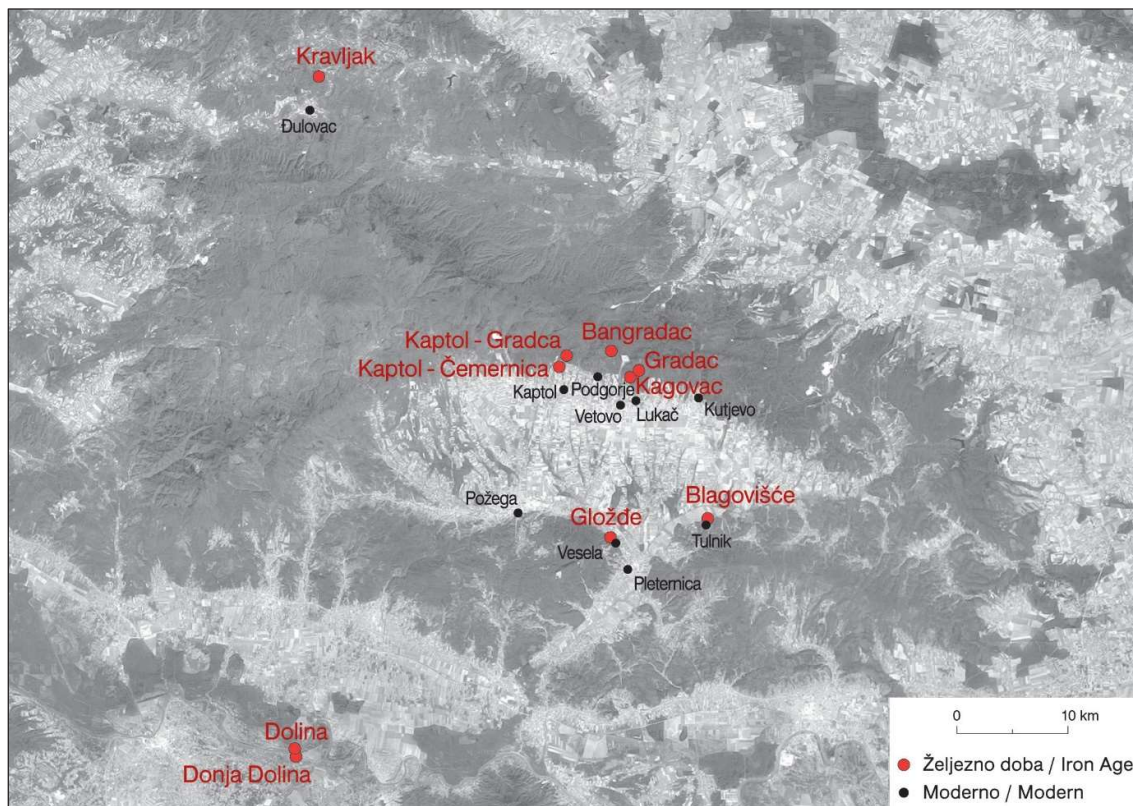 Kravljak
Đulovac
Kaptol - Gradca
Bangradac
Kaptol - Čemernica
Gradac
Kaptol
Podgorje
Kagovac
Vetovo
Lukač
Kutjevo
Požega
Gložđe
Blagovišće
Vesela
Tulnik
Pleternica
Dolina
Donja Dolina
0 10 km
Željezno doba / Iron Age
Moderno / Modern